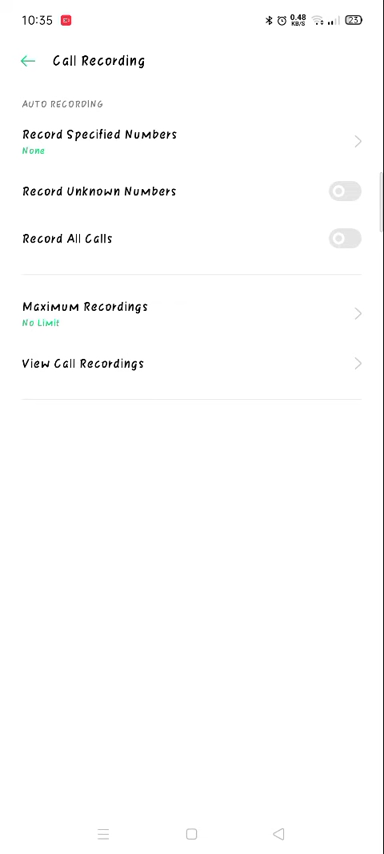 10:35
0.48
KB/S
23
Call Recording
AUTO RECORDING
Record Specified Numbers
None
Record Unknown Numbers
Record All Calls
Maximum Recordings
No Limit
View Call Recordings